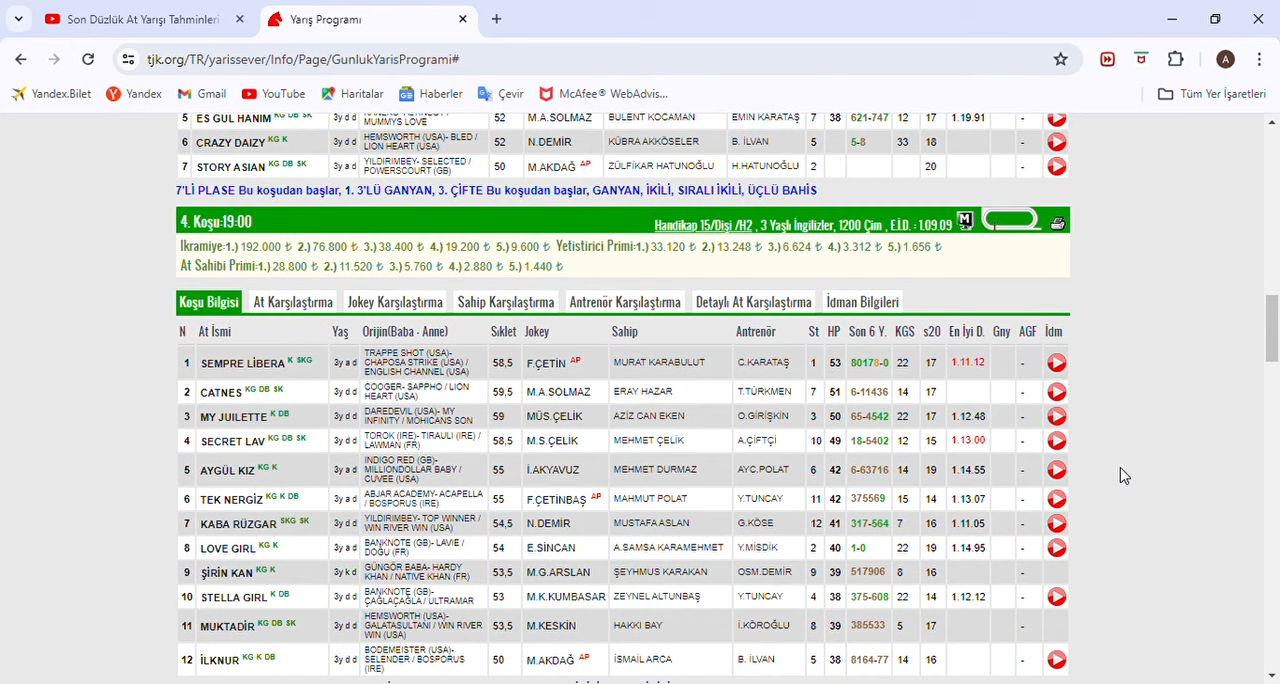 Son Düzlük At Yarışı Tahminleri
Yarış Programı
tjk.org/TR/yarissever/Info/Page/GunlukYarisProgrami#
A
Yandex.Bilet Yandex Gmail YouTube Haritalar Haberler Çevir McAfee® WebAdvis... Tüm Yer İşaretleri
5 ES GUL HANIM KG DB SK 3y d d MUMMYS LOVE 52 M.A.SOLMAZ BULENT KOCAMAN EMIN KARATAŞ 7 38 621-747 12 17 1.19.91 -
6 CRAZY DAIZY KG K 3y d d HEMSWORTH (USA)- BLED / LION HEART (USA) 52 N.DEMİR KÜBRA AKKÖSELER B. İLVAN 5 5-8 33 18 -
7 STORY ASIAN KG DB SK 3y d d YILDIRIMBEY- SELECTED / POWERSCOURT (GB) 50 M.AKDAĞ AP ZÜLFİKAR HATUNOĞLU H.HATUNOĞLU 2 20 -
7'Lİ PLASE Bu koşudan başlar, 1. 3'LÜ GANYAN, 3. ÇİFTE Bu koşudan başlar, GANYAN, İKİLİ, SIRALI İKİLİ, ÜÇLÜ BAHİS
4. Koşu:19:00 Handikap 15/Dişi /H2 , 3 Yaşlı İngilizler, 1200 Çim , E.İ.D. : 1.09.09 M
Ikramiye:1.) 192.000 ₺ 2.) 76.800 ₺ 3.) 38.400 ₺ 4.) 19.200 ₺ 5.) 9.600 ₺ Yetistirici Primi:1.) 33.120 ₺ 2.) 13.248 ₺ 3.) 6.624 ₺ 4.) 3.312 ₺ 5.) 1.656 ₺
At Sahibi Primi:1.) 28.800 ₺ 2.) 11.520 ₺ 3.) 5.760 ₺ 4.) 2.880 ₺ 5.) 1.440 ₺
Koşu Bilgisi At Karşılaştırma Jokey Karşılaştırma Sahip Karşılaştırma Antrenör Karşılaştırma Detaylı At Karşılaştırma İdman Bilgileri
N At İsmi Yaş Orijin(Baba - Anne) Sıklet Jokey Sahip Antrenör St HP Son 6 Y. KGS s20 En İyi D. Gny AGF İdm
1 SEMPRE LİBERA K SKG 3y a d TRAPPE SHOT (USA)- CHAPOSA STRIKE (USA) / ENGLISH CHANNEL (USA) 58,5 F.ÇETİN AP MURAT KARABULUT C.KARATAŞ 1 53 80178-0 22 17 1.11.12 -
2 CATNES KG DB SK 3y d d COOGER- SAPPHO / LION HEART (USA) 59,5 M.A.SOLMAZ ERAY HAZAR T.TÜRKMEN 7 51 6-11436 14 17 -
3 MY JUILETTE K DB 3y d d DAREDEVIL (USA)- MY INFINITY / MOHICANS SON 59 MÜS.ÇELİK AZİZ CAN EKEN O.GİRİŞKİN 3 50 65-4542 22 17 1.12.48 -
4 SECRET LAV KG DB SK 3y d d TOROK (IRE)- TIRAULI (IRE) / LAWMAN (FR) 58,5 M.S.ÇELİK MEHMET ÇELİK A.ÇİFTÇİ 10 49 18-5402 12 15 1.13.00 -
5 AYGÜL KIZ KG K 3y a d INDIGO RED (GB)- MILLIONDOLLAR BABY / CUVEE (USA) 55 İ.AKYAVUZ MEHMET DURMAZ AYC.POLAT 6 42 6-63716 14 19 1.14.55 -
6 TEK NERGİZ KG K DB 3y a d ABJAR ACADEMY- ACAPELLA / BOSPORUS (IRE) 55 F.ÇETİNBAŞ AP MAHMUT POLAT Y.TUNCAY 11 42 375569 15 14 1.13.07 -
7 KABA RÜZGAR SKG SK 3y d d YILDIRIMBEY- TOP WINNER / WIN RIVER WIN (USA) 54,5 N.DEMİR MUSTAFA ASLAN G.KÖSE 12 41 317-564 7 16 1.11.05 -
8 LOVE GIRL KG K 3y a d BANKNOTE (GB)- LAVIE / DOĞU (FR) 54 E.SİNCAN A.SAMSA KARAMEHMET Y.MİSDİK 2 40 1-0 22 19 1.14.95 -
9 ŞİRİN KAN KG K 3y k d GÜNGÖR BABA- HARDY KHAN / NATIVE KHAN (FR) 53,5 M.G.ARSLAN ŞEYHMUS KARAKAN OSM.DEMİR 9 39 517906 8 16 -
10 STELLA GIRL K DB 3y d d BANKNOTE (GB)- ÇAĞLAÇAĞLA / ULTRAMAR 53 M.K.KUMBASAR ZEYNEL ALTUNBAŞ Y.TUNCAY 4 38 375-608 22 14 1.12.12 -
11 MUKTADİR KG DB SK 3y d d HEMSWORTH (USA)- GALATASULTANI / WIN RIVER WIN (USA) 53,5 M.KESKİN HAKKI BAY İ.KÖROĞLU 8 39 385533 5 17 -
12 İLKNUR KG K DB 3y d d BODEMEISTER (USA)- SELENDER / BOSPORUS (IRE) 50 M.AKDAĞ AP İSMAİL ARCA B. İLVAN 5 38 8164-77 14 16 -